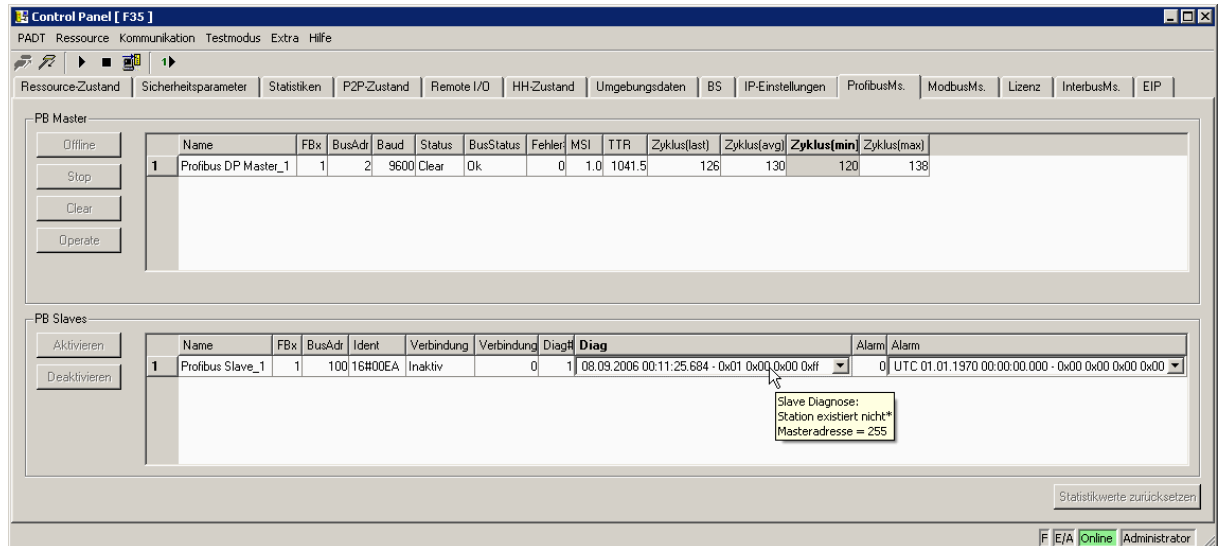 Control Panel [ F35 ]
PADT Ressource Kommunikation Testmodus Extra Hilfe
Ressource-Zustand Sicherheitsparameter Statistiken P2P-Zustand Remote I/O HH-Zustand Umgebungsdaten BS IP-Einstellungen ProfibusMs. ModbusMs. Lizenz InterbusMs. EIP
PB Master
Offline
Stop
Clear
Operate
Name FBx BusAdr Baud Status BusStatus Fehler MSI TTR Zyklus(last) Zyklus(avg) Zyklus(min) Zyklus(max)
1 Profibus DP Master_1 1 2 9600 Clear Ok 0 1.0 1041.5 126 130 120 138
PB Slaves
Aktivieren
Deaktivieren
Name FBx BusAdr Ident Verbindung Verbindung Diag# Diag Alarm Alarm
1 Profibus Slave_1 1 100 16#00EA Inaktiv 0 1 08.09.2006 00:11:25.684 - 0x01 0x00 0x00 0xff 0 UTC 01.01.1970 00:00:00.000 - 0x00 0x00 0x00 0x00
Slave Diagnose:
Station existiert nicht*
Masteradresse = 255
Statistikwerte zurücksetzen
F E/A Online Administrator